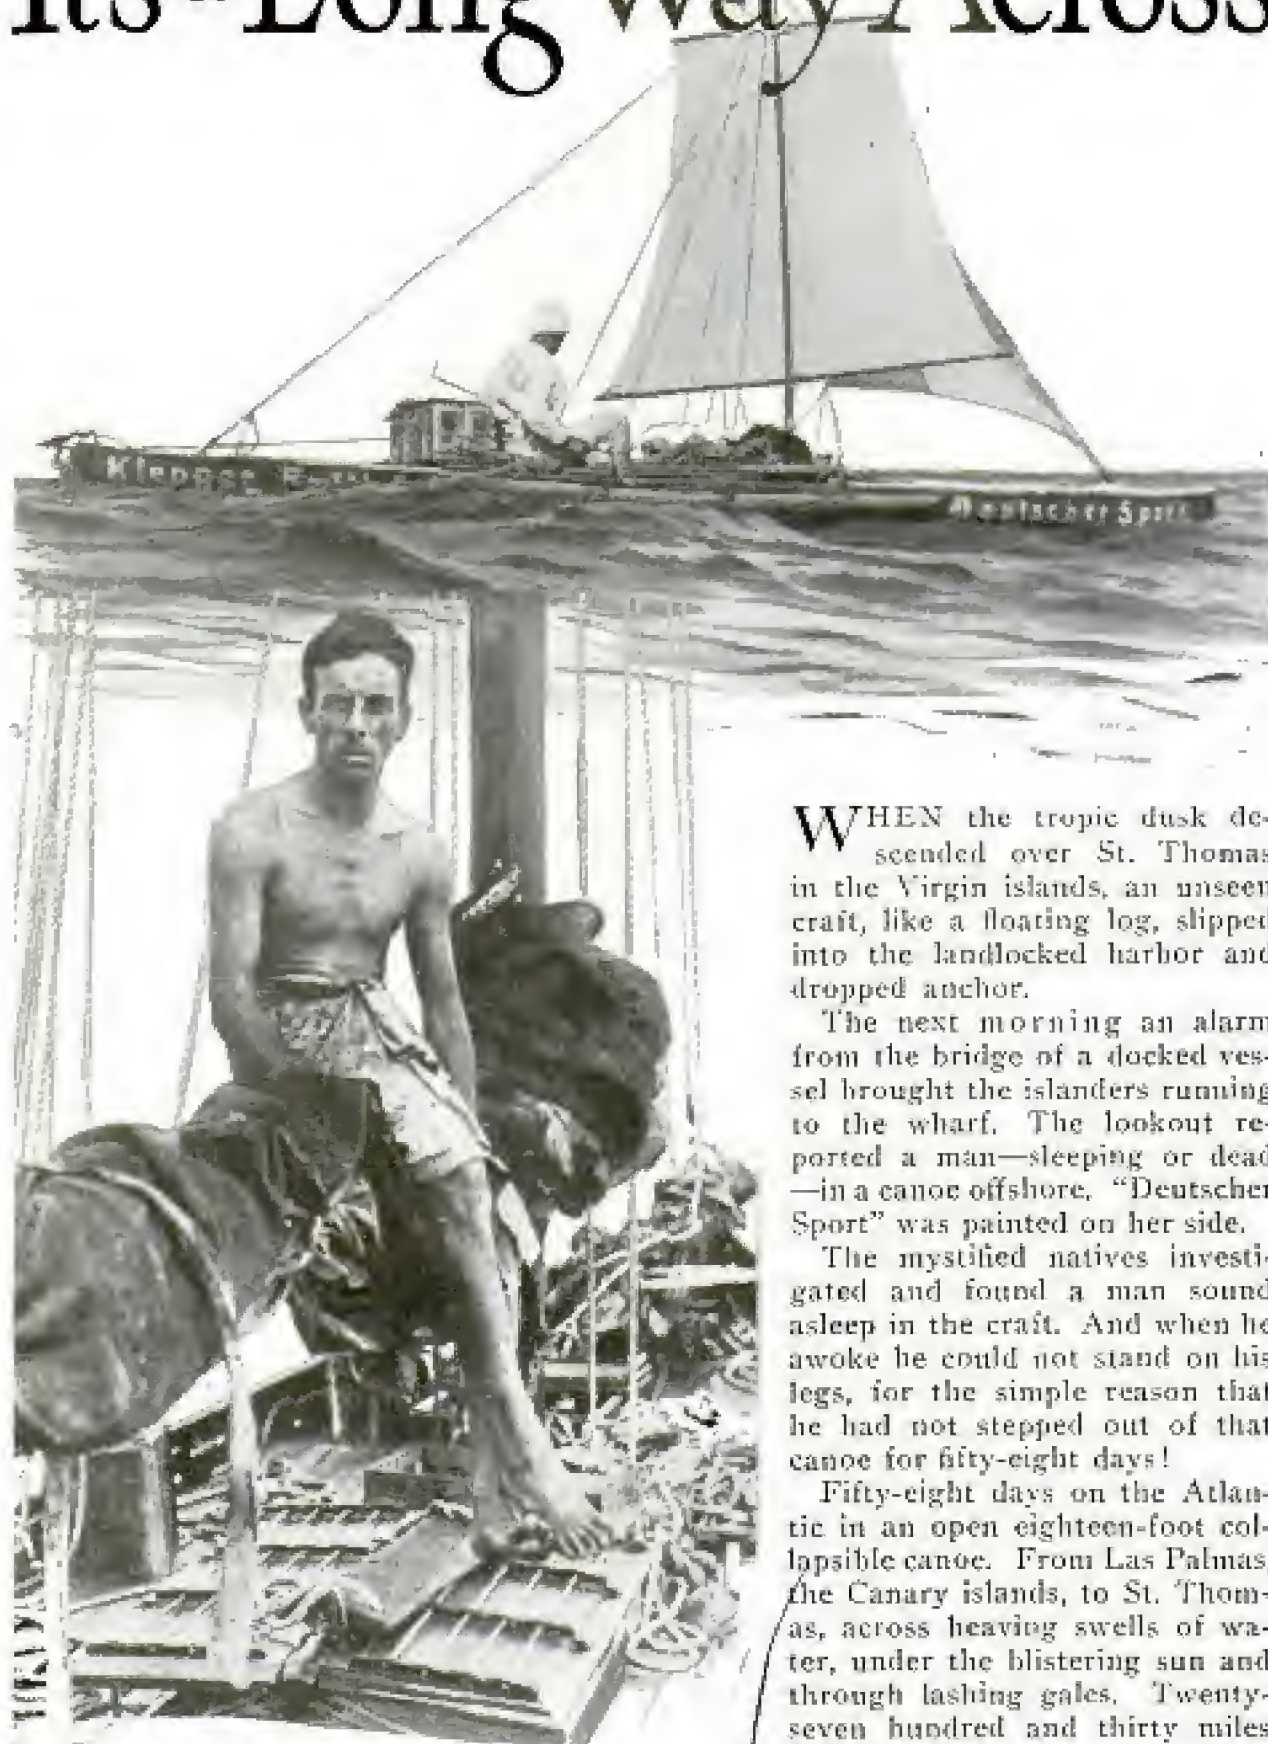 It's a Long Way Across
Klepper
Deutscher Sport
WHEN the tropic dusk de-
scended over St. Thomas
in the Virgin islands, an unseen
craft, like a floating log, slipped
into the landlocked harbor and
dropped anchor.
The next morning an alarm
from the bridge of a docked ves-
sel brought the islanders running
to the wharf. The lookout re-
ported a man—sleeping or dead
—in a canoe offshore. "Deutscher
Sport" was painted on her side.
The mystified natives investi-
gated and found a man sound
asleep in the craft. And when he
awoke he could not stand on his
legs, for the simple reason that
he had not stepped out of that
canoe for fifty-eight days!
Fifty-eight days on the Atlan-
tic in an open eighteen-foot col-
lapsible canoe. From Las Palmas,
the Canary islands, to St. Thom-
as, across heaving swells of wa-
ter, under the blistering sun and
through lashing gales. Twenty-
seven hundred and thirty miles